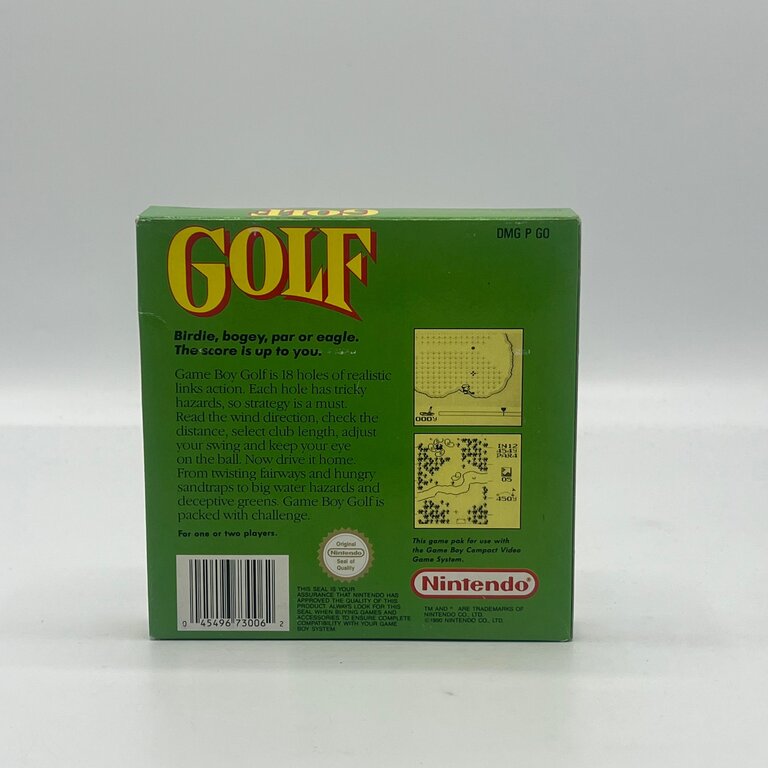 GOLF
GOLF
DMG P GO
Birdie, bogey, par or eagle.
The score is up to you.
Game Boy Golf is 18 holes of realistic
links action. Each hole has tricky
hazards, so strategy is a must.
Read the wind direction, check the
distance, select club length, adjust
your swing and keep your eye
on the ball. Now drive it home.
From twisting fairways and hungry
sandtraps to big water hazards and
deceptive greens. Game Boy Golf is
packed with challenge.
For one or two players.
This game pak for use with
the Game Boy Compact Video
Game System.
Original
Nintendo
Seal of
Quality
Nintendo®
THIS SEAL IS YOUR
ASSURANCE THAT NINTENDO HAS
APPROVED THE QUALITY OF THIS
PRODUCT. ALWAYS LOOK FOR THIS
SEAL WHEN BUYING GAMES AND
ACCESSORIES TO ENSURE COMPLETE
COMPATIBILITY WITH YOUR GAME
BOY SYSTEM.
TM AND ® ARE TRADEMARKS OF
NINTENDO CO., LTD.
©1990 NINTENDO CO., LTD.
0 45496 73006 2